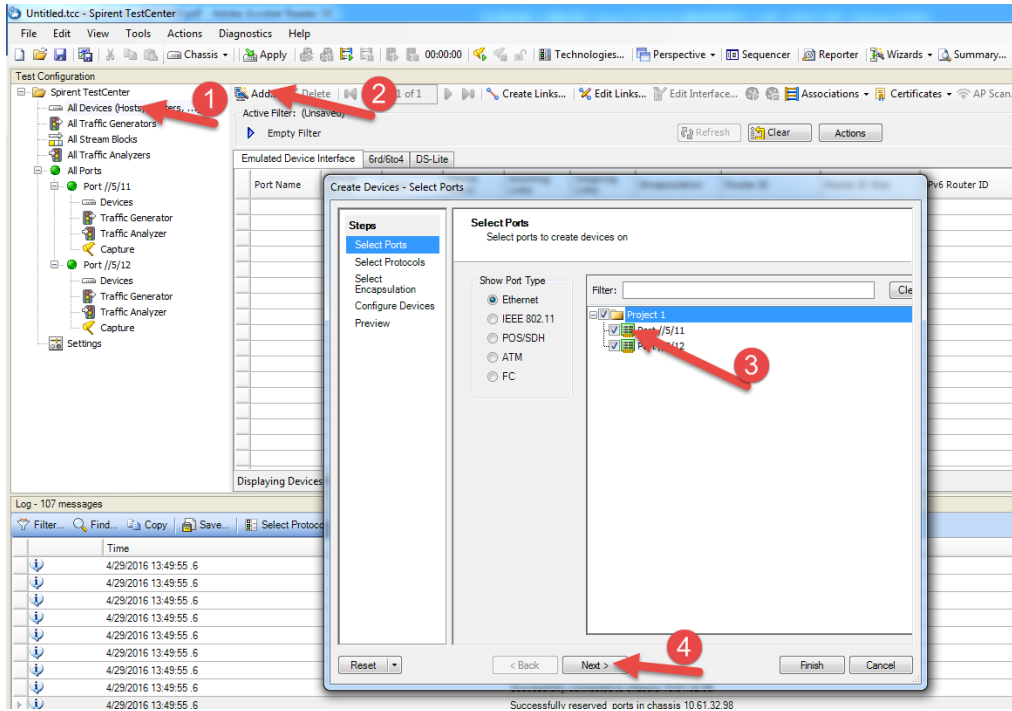 Untitled.tcc - Spirent TestCenter
File Edit View Tools Actions Diagnostics Help
Chassis Apply 00:00:00 Technologies... Perspective Sequencer Reporter Wizards Summary...
Test Configuration
Spirent TestCenter
All Devices (Hosts,
All Traffic Generators
All Stream Blocks
All Traffic Analyzers
All Ports
Port //5/11
Devices
Traffic Generator
Traffic Analyzer
Capture
Port //5/12
Devices
Traffic Generator
Traffic Analyzer
Capture
Settings
1
Add... Delete 1 of 1 Create Links... Edit Links... Edit Interface... Associations Certificates AP Scan
2
Active Filter: (Unsaved)
Empty Filter Refresh Clear Actions
Emulated Device Interface 6rd/6to4 DS-Lite
Port Name Router ID
Displaying Devices
Create Devices - Select Ports
Steps
Select Ports
Select Protocols
Select
Encapsulation
Configure Devices
Preview
Select Ports
Select ports to create devices on
Show Port Type
Ethernet
IEEE 802.11
POS/SDH
ATM
FC
Filter:
Project 1
//5/11
3
4
Reset < Back Next > Finish Cancel
Log - 107 messages
Filter... Find... Copy Save... Select
Time
4/29/2016 13:49:55 .6
4/29/2016 13:49:55 .6
4/29/2016 13:49:55 .6
4/29/2016 13:49:55 .6
4/29/2016 13:49:55 .6
4/29/2016 13:49:55 .6
4/29/2016 13:49:55 .6
4/29/2016 13:49:55 .6
4/29/2016 13:49:55 .6 Successfully reserved ports in chassis 10.61.32.98